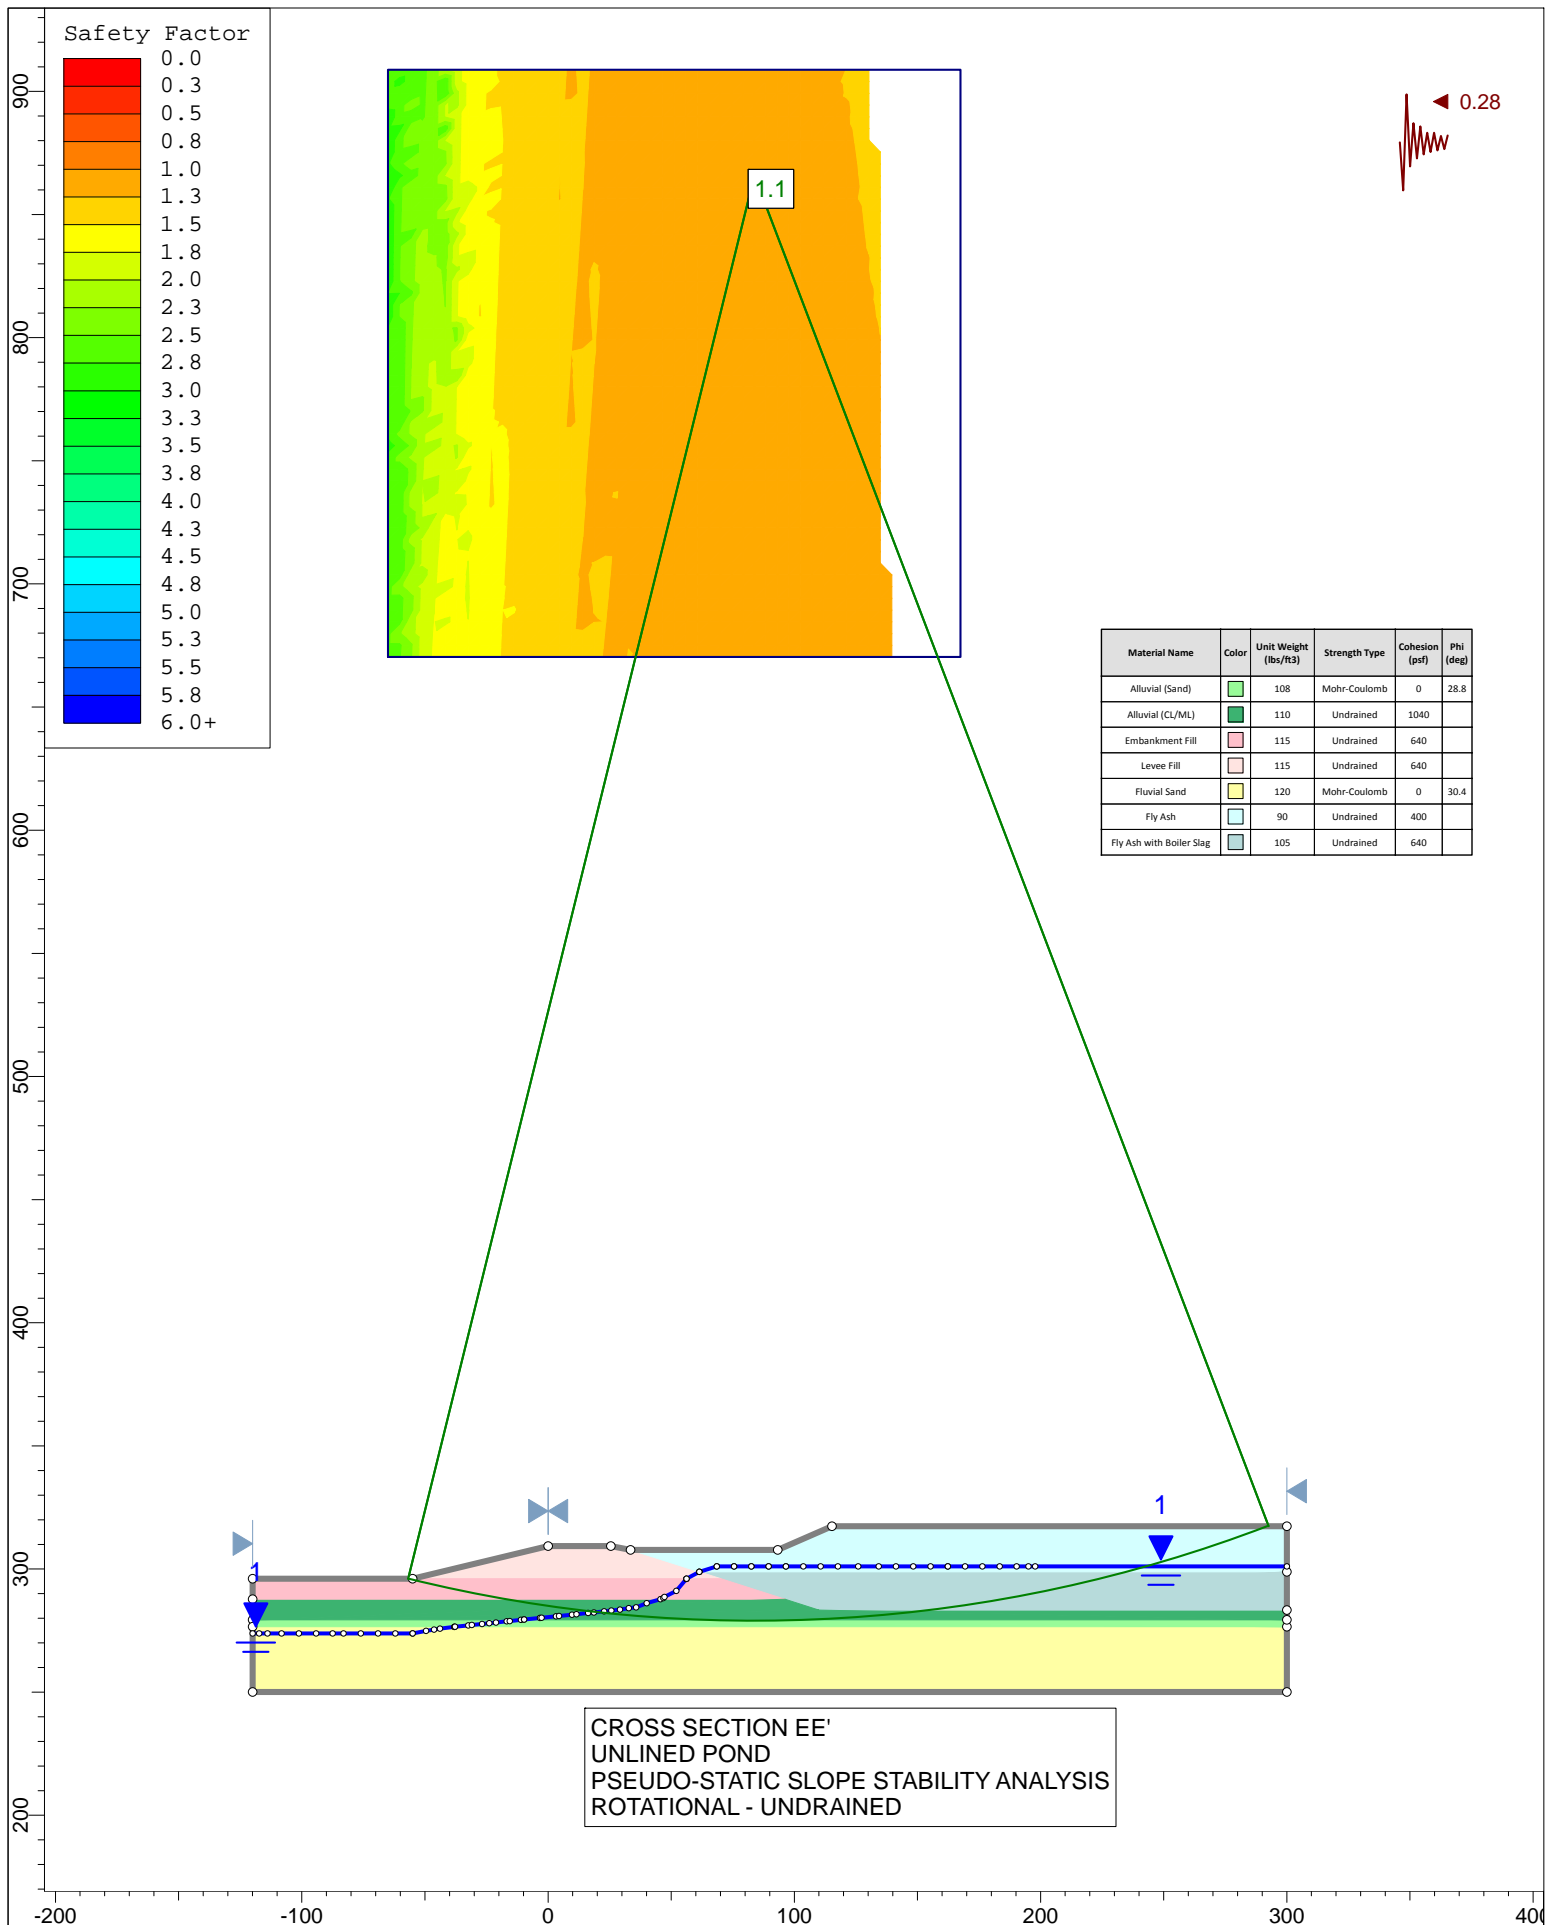 Safety Factor
0.0
0.3
0.5
0.8
1.0
1.3
1.5
1.8
2.0
2.3
2.5
2.8
3.0
3.3
3.5
3.8
4.0
4.3
4.5
4.8
5.0
5.3
5.5
5.8
6.0+
1.1
0.28
Material Name Color Unit Weight (lbs/ft3) Strength Type Cohesion (psf) Phi (deg)
Alluvial (Sand) 108 Mohr-Coulomb 0 28.8
Alluvial (CL/ML) 110 Undrained 1040
Embankment Fill 115 Undrained 640
Levee Fill 115 Undrained 640
Fluvial Sand 120 Mohr-Coulomb 0 30.4
Fly Ash 90 Undrained 400
Fly Ash with Boiler Slag 105 Undrained 640
900
800
700
600
500
400
300
200
1
1
CROSS SECTION EE'
UNLINED POND
PSEUDO-STATIC SLOPE STABILITY ANALYSIS
ROTATIONAL - UNDRAINED
-200 -100 0 100 200 300 400